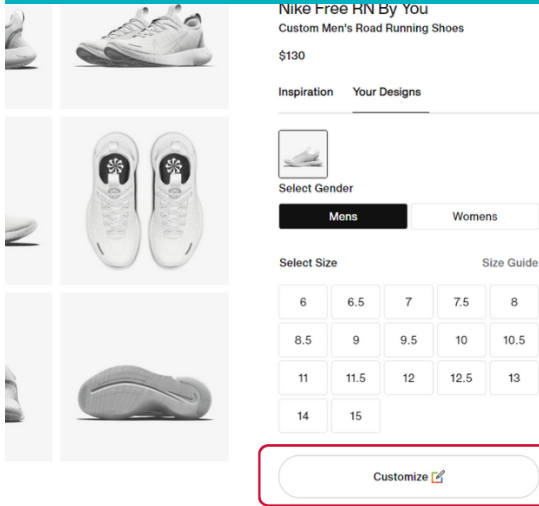 Nike Free RN By You
Custom Men's Road Running Shoes
$130
Inspiration Your Designs
Select Gender
Mens Womens
Select Size Size Guide
6 6.5 7 7.5 8
8.5 9 9.5 10 10.5
11 11.5 12 12.5 13
14 15
Customize